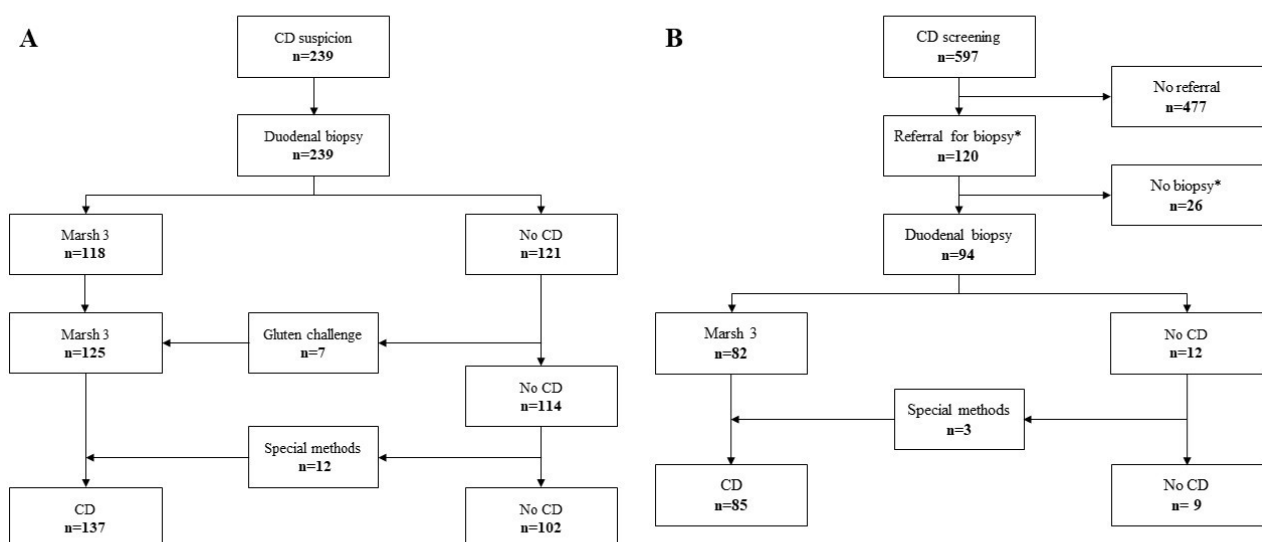 A
CD suspicion
n=239
Duodenal biopsy
n=239
Marsh 3
n=118
No CD
n=121
Marsh 3
n=125
Gluten challenge
n=7
No CD
n=114
Special methods
n=12
CD
n=137
No CD
n=102
B
CD screening
n=597
No referral
n=477
Referral for biopsy*
n=120
No biopsy*
n=26
Duodenal biopsy
n=94
Marsh 3
n=82
No CD
n=12
Special methods
n=3
CD
n=85
No CD
n= 9